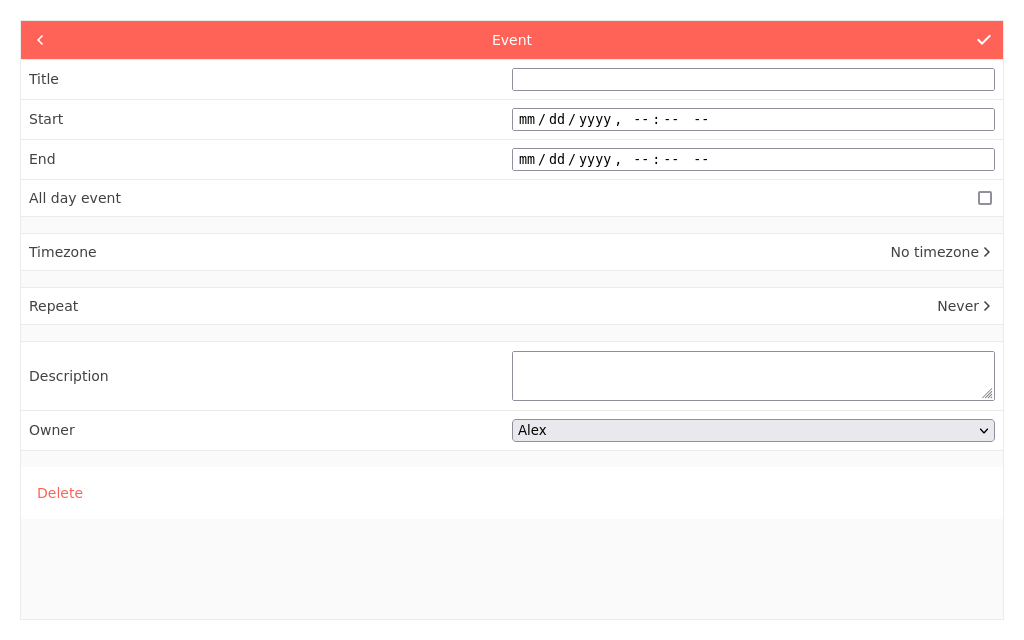 Event
Title
Start mm/dd/yyyy, --:-- --
End mm/dd/yyyy, --:-- --
All day event
Timezone No timezone
Repeat Never
Description
Owner Alex
Delete